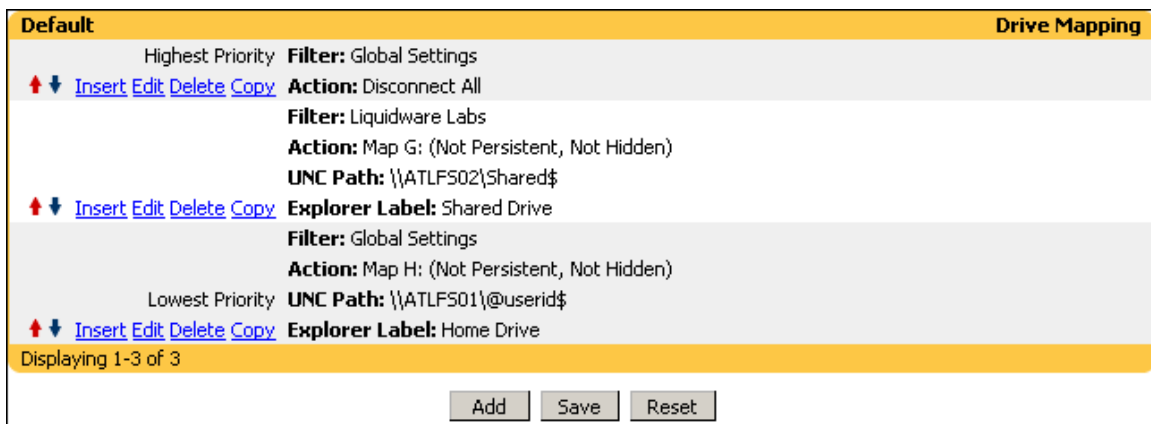 Default Drive Mapping
Highest Priority Filter: Global Settings
Insert Edit Delete Copy Action: Disconnect All
Filter: Liquidware Labs
Action: Map G: (Not Persistent, Not Hidden)
UNC Path: \\ATLFS02\Shared$
Insert Edit Delete Copy Explorer Label: Shared Drive
Filter: Global Settings
Action: Map H: (Not Persistent, Not Hidden)
Lowest Priority UNC Path: \\ATLFS01\@userid$
Insert Edit Delete Copy Explorer Label: Home Drive
Displaying 1-3 of 3
Add Save Reset